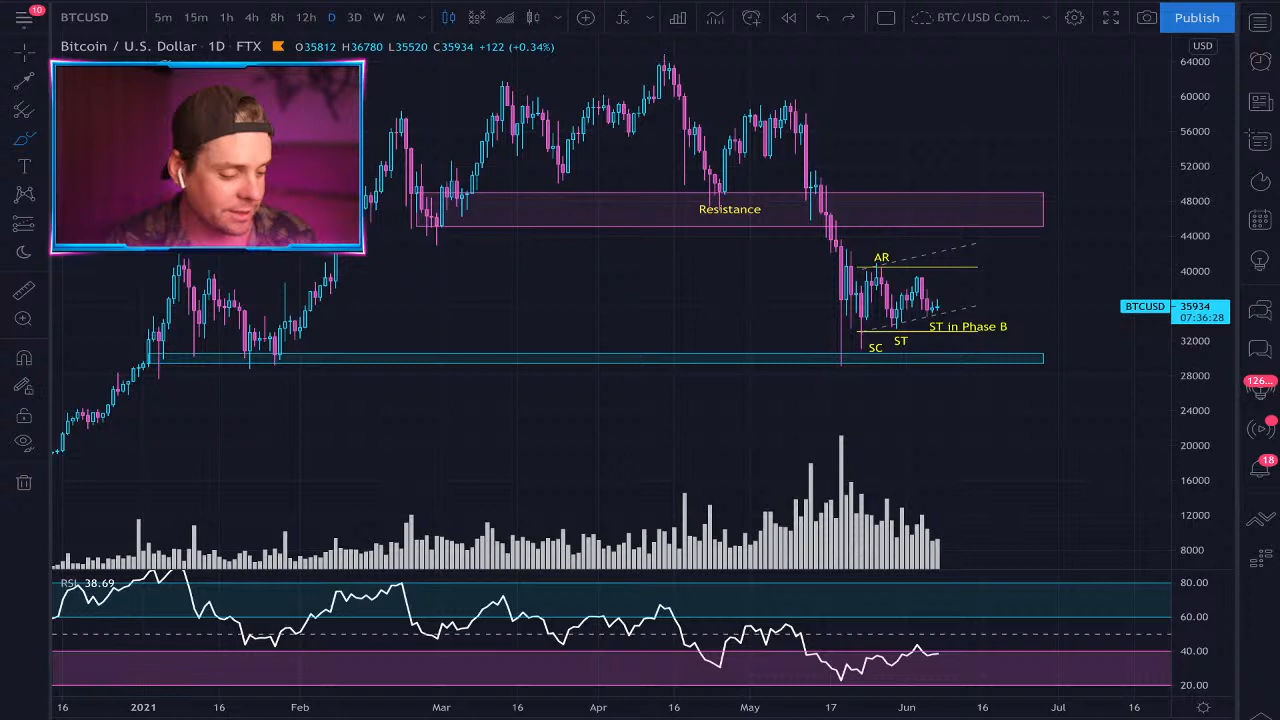 10
BTCUSD 5m 15m 1h 4h 8h 12h D 3D W M BTC/USD Com... Publish
Bitcoin / U.S. Dollar · 1D · FTX O35812 H36780 L35520 C35934 +122 (+0.34%)
USD
64000
60000
56000
52000
48000
44000
40000
BTCUSD 35934
07:36:28
32000
28000
24000
20000
16000
12000
8000
Resistance
AR
ST in Phase B
ST
SC
126...
18
RSI 38.69
80.00
60.00
40.00
20.00
16 2021 16 Feb Mar 16 Apr 16 May 17 Jun 16 Jul 16